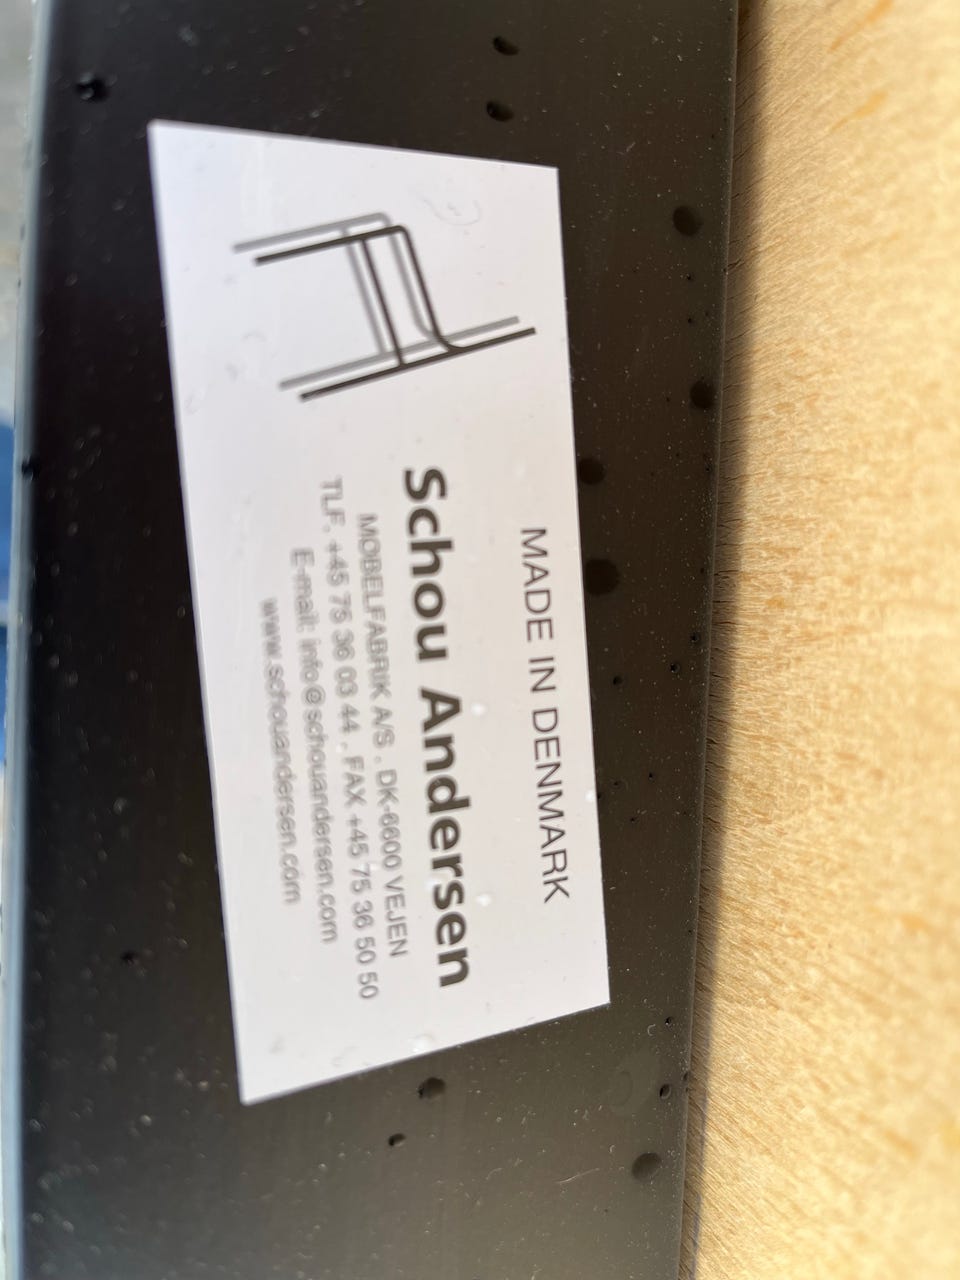 MADE IN DENMARK
Schou Andersen
MØBELFABRIK A/S . DK-6600 VEJEN
TLF. +45 75 36 03 44 . FAX +45 75 36 50 50
E-mail: info@schouandersen.com
www.schouandersen.com